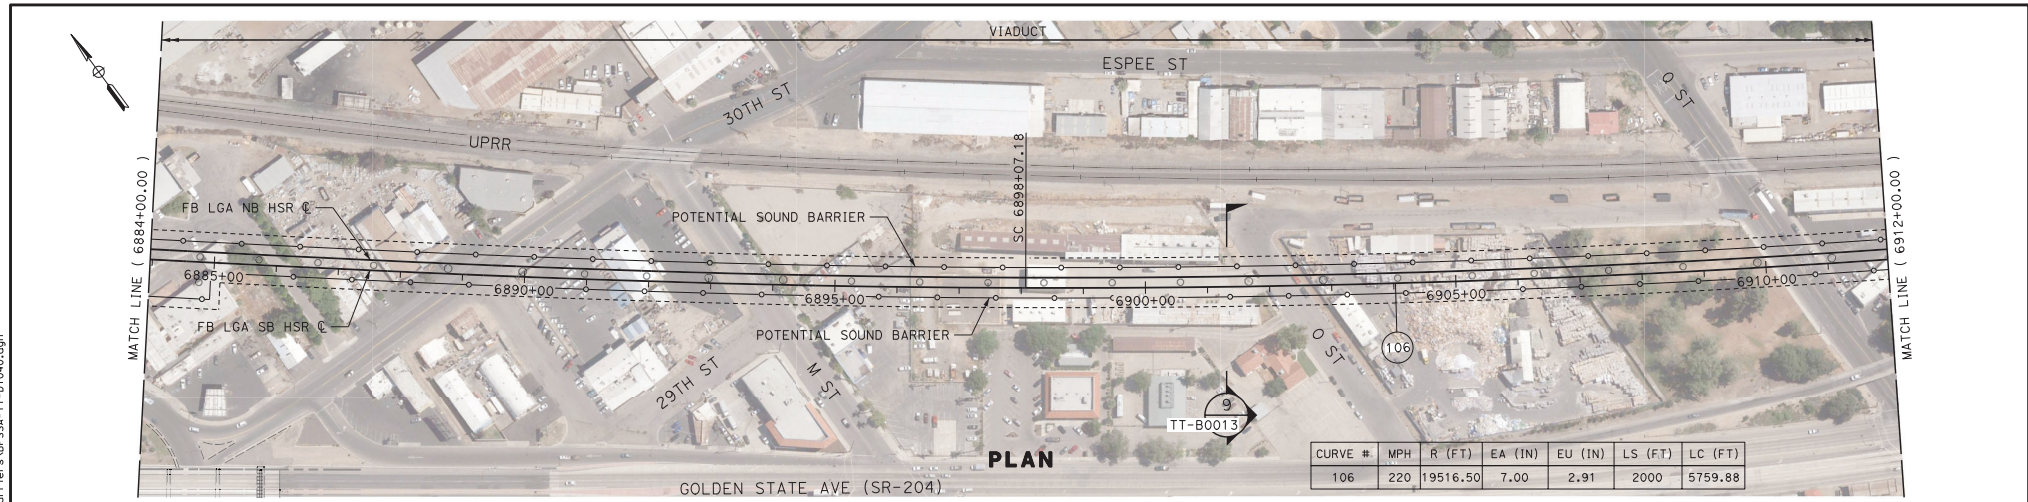 VIADUCT
ESPEE ST
Q ST
30TH ST
UPRR
SC 6898+07.18
MATCH LINE ( 6884+00.00 )
MATCH LINE ( 6912+00.00 )
FB LGA NB HSR ℄
POTENTIAL SOUND BARRIER
6885+00
6890+00
6895+00
6900+00
6905+00
6910+00
FB LGA SB HSR ℄
POTENTIAL SOUND BARRIER
106
O ST
29TH ST
M ST
9
TT-B0013
PLAN
CURVE # MPH R (FT) EA (IN) EU (IN) LS (FT) LC (FT)
106 220 19516.50 7.00 2.91 2000 5759.88
GOLDEN STATE AVE (SR-204)